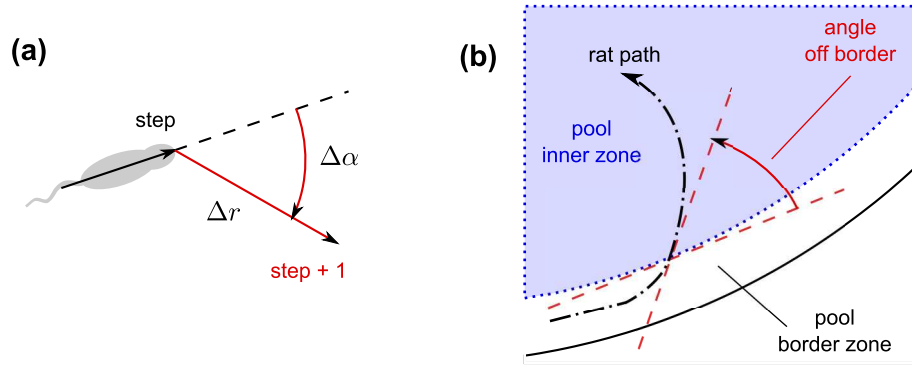 (a)
step
Δα
Δr
step + 1
(b)
rat path
angle
off border
pool
inner zone
pool
border zone